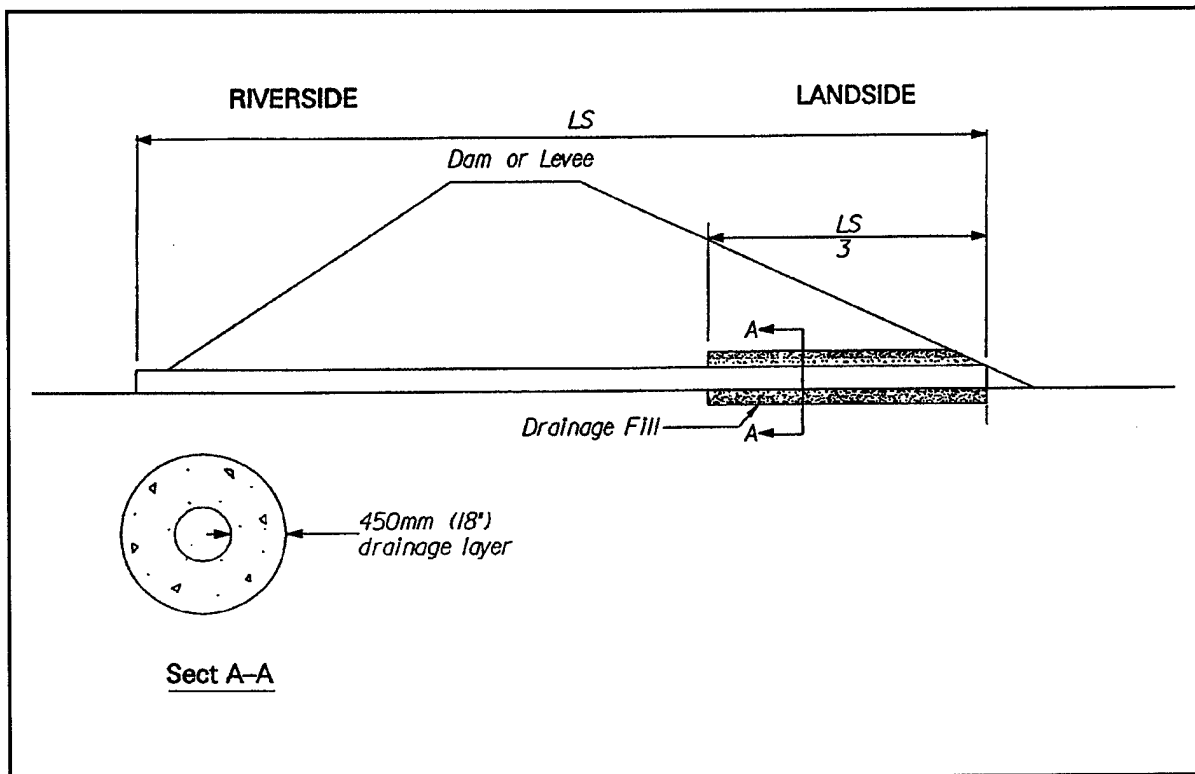 RIVERSIDE
LANDSIDE
LS
Dam or Levee
LS
3
A
Drainage Fill
A
450mm (18")
drainage layer
Sect A–A